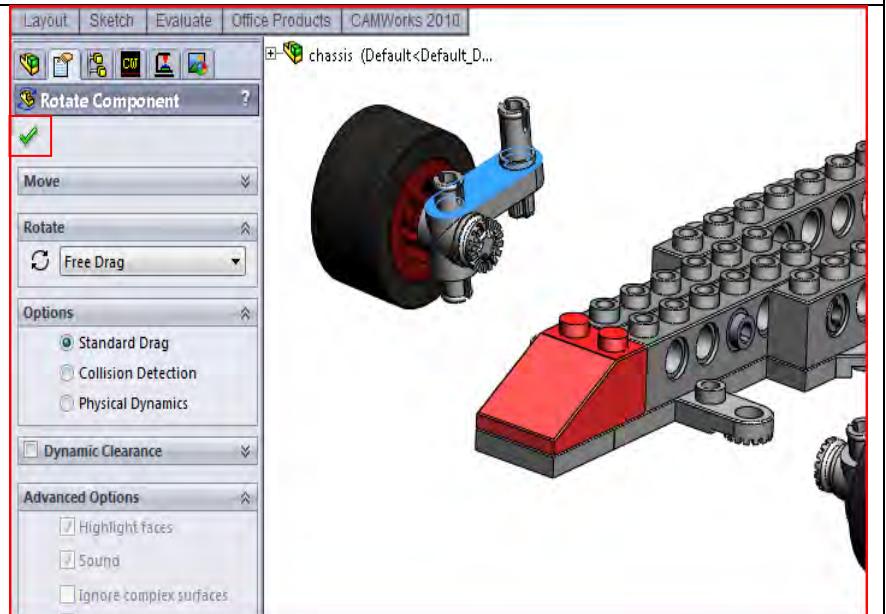 Layout Sketch Evaluate Office Products CAMWorks 2010
chassis (Default<Default_D...
CW
Rotate Component ?
Move
Rotate
Free Drag
Options
Standard Drag
Collision Detection
Physical Dynamics
Dynamic Clearance
Advanced Options
Highlight faces
Sound
Ignore complex surfaces